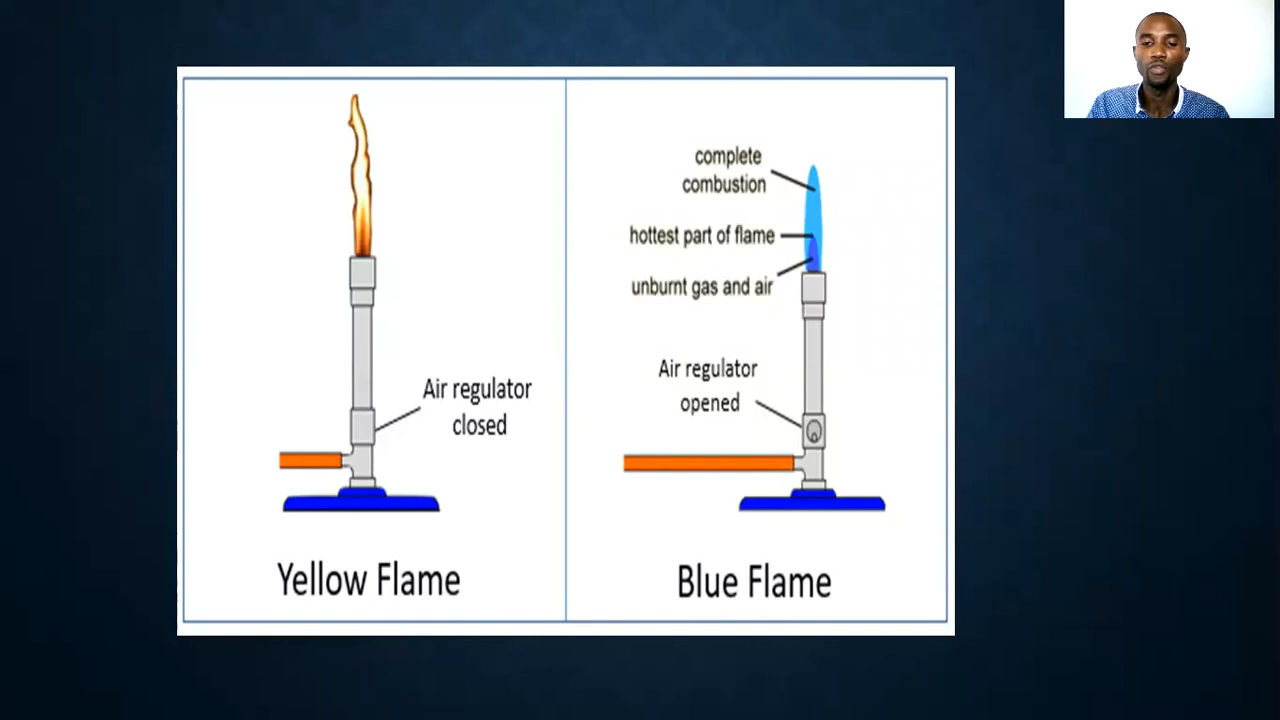 Air regulator
closed
Yellow Flame
complete
combustion
hottest part of flame
unburnt gas and air
Air regulator
opened
Blue Flame